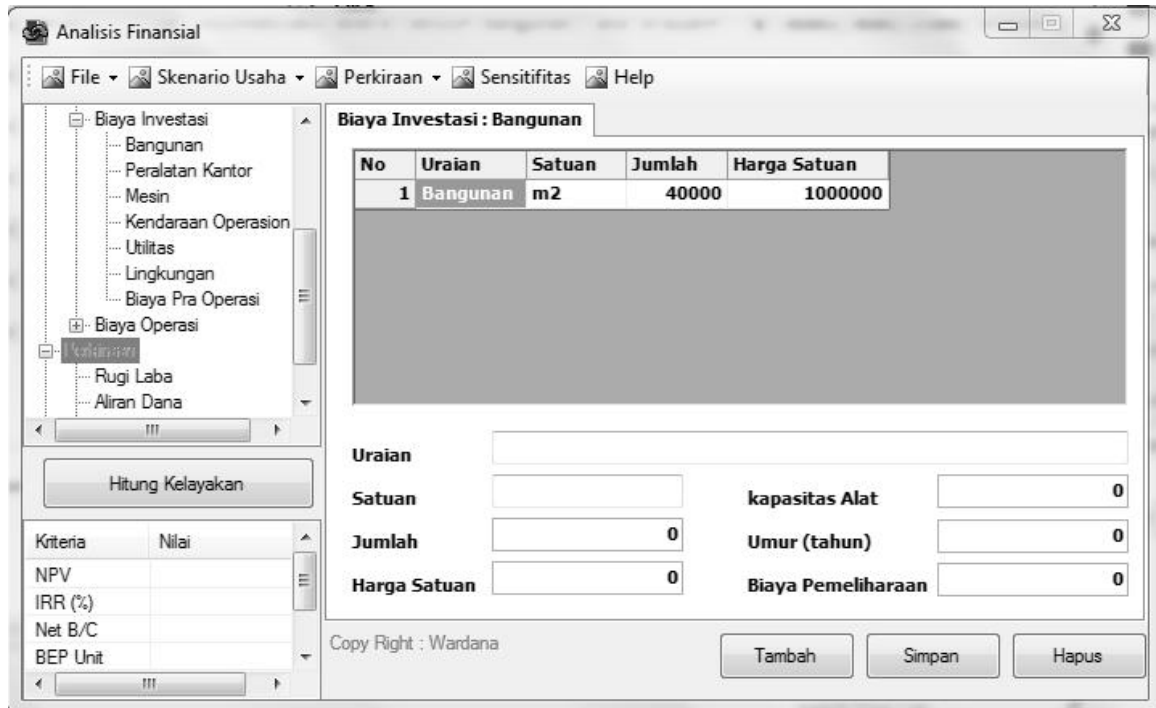 Analisis Finansial
File Skenario Usaha Perkiraan Sensitifitas Help
Biaya Investasi
Bangunan
Peralatan Kantor
Mesin
Kendaraan Operasion
Utilitas
Lingkungan
Biaya Pra Operasi
Biaya Operasi
Perkiraan
Rugi Laba
Aliran Dana
Hitung Kelayakan
Kriteria Nilai
NPV
IRR (%)
Net B/C
BEP Unit
Biaya Investasi : Bangunan
No Uraian Satuan Jumlah Harga Satuan
1 Bangunan m2 40000 1000000
Uraian
Satuan kapasitas Alat 0
Jumlah 0 Umur (tahun) 0
Harga Satuan 0 Biaya Pemeliharaan 0
Copy Right : Wardana
Tambah Simpan Hapus